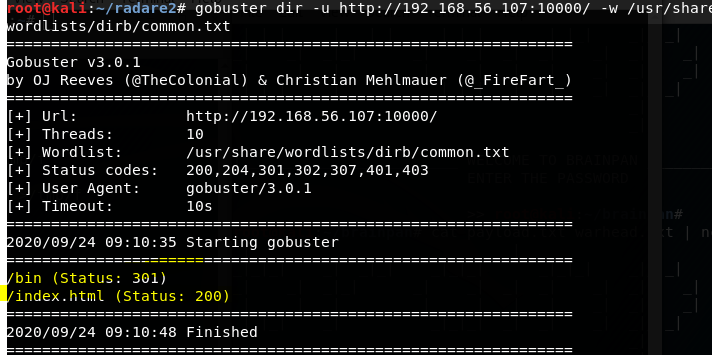 root@kali:~/radare2# gobuster dir -u http://192.168.56.107:10000/ -w /usr/share
wordlists/dirb/common.txt
===============================================================
Gobuster v3.0.1
by OJ Reeves (@TheColonial) & Christian Mehlmauer (@_FireFart_)
===============================================================
[+] Url:            http://192.168.56.107:10000/
[+] Threads:        10
[+] Wordlist:       /usr/share/wordlists/dirb/common.txt
[+] Status codes:   200,204,301,302,307,401,403
[+] User Agent:     gobuster/3.0.1
[+] Timeout:        10s
===============================================================
2020/09/24 09:10:35 Starting gobuster
===============================================================
/bin (Status: 301)
/index.html (Status: 200)
===============================================================
2020/09/24 09:10:48 Finished
===============================================================